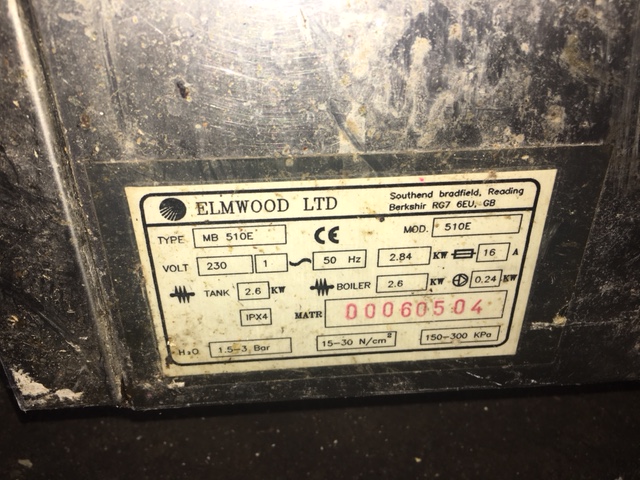 ELMWOOD LTD
Southend bradfield, Reading
Berkshir RG7 6EU, GB
TYPE MB 510E CE MOD. 510E
VOLT 230 1 50 Hz 2.84 KW 16 A
TANK 2.6 KW BOILER 2.6 KW 0.24 KW
IPX4 MATR 00060504
H₂O 1.5-3 Bar 15-30 N/cm² 150-300 KPa